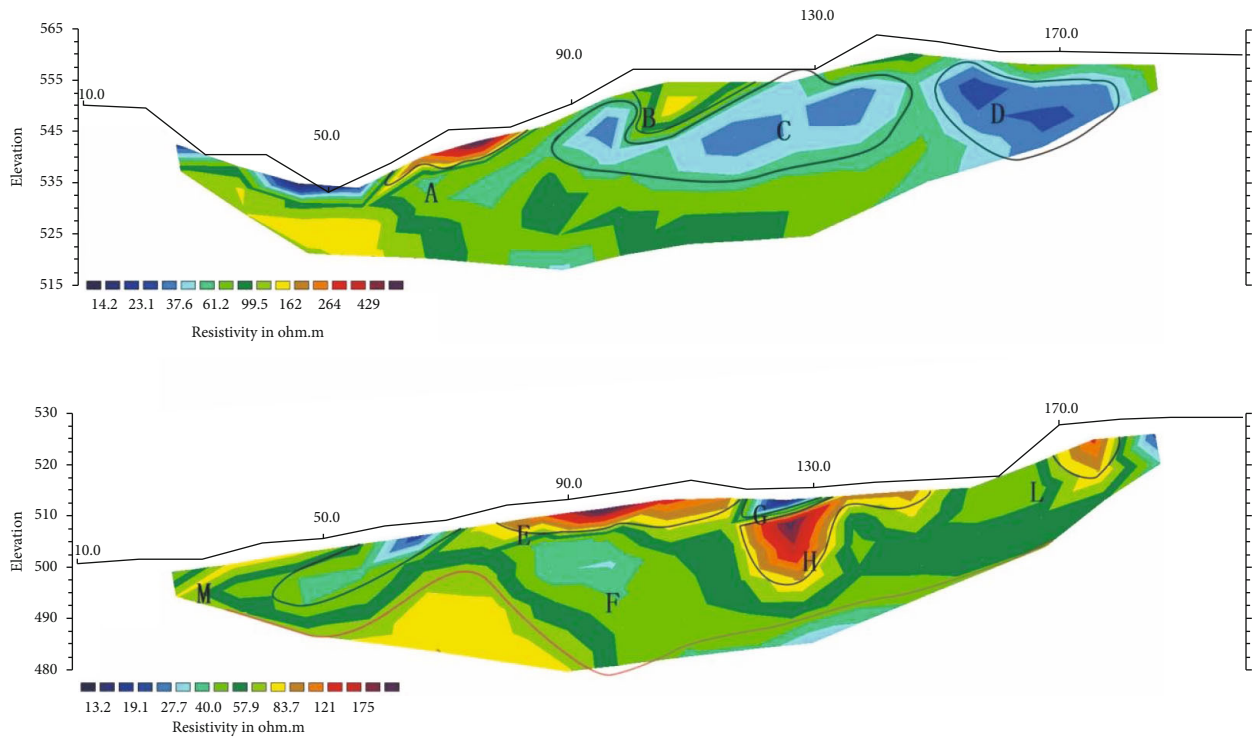 565
130.0
170.0
90.0
555
10.0
50.0
B
C
D
545
Elevation
535
A
525
515
14.2 23.1 37.6 61.2 99.5 162 264 429
Resistivity in ohm.m
530
170.0
520
130.0
90.0
L
510
50.0
G
E
Elevation
10.0
H
500
M
F
490
480
13.2 19.1 27.7 40.0 57.9 83.7 121 175
Resistivity in ohm.m